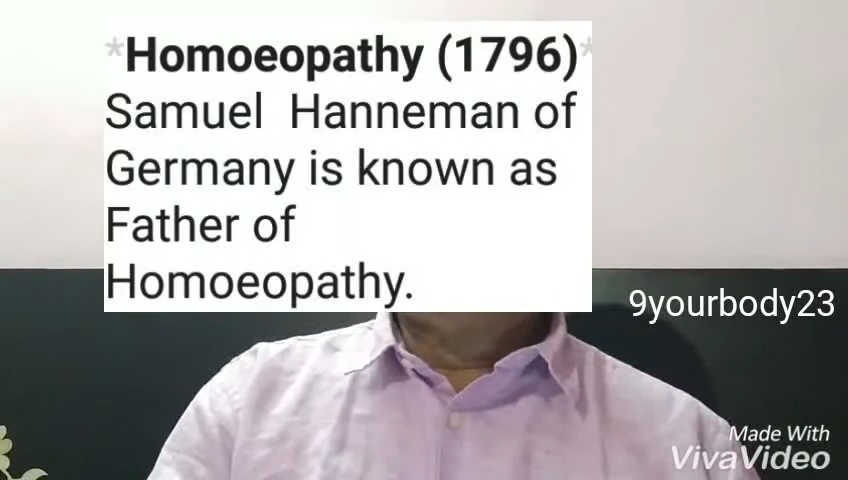 *Homoeopathy (1796)*
Samuel Hanneman of
Germany is known as
Father of
Homoeopathy.
9yourbody23
Made With
VivaVideo